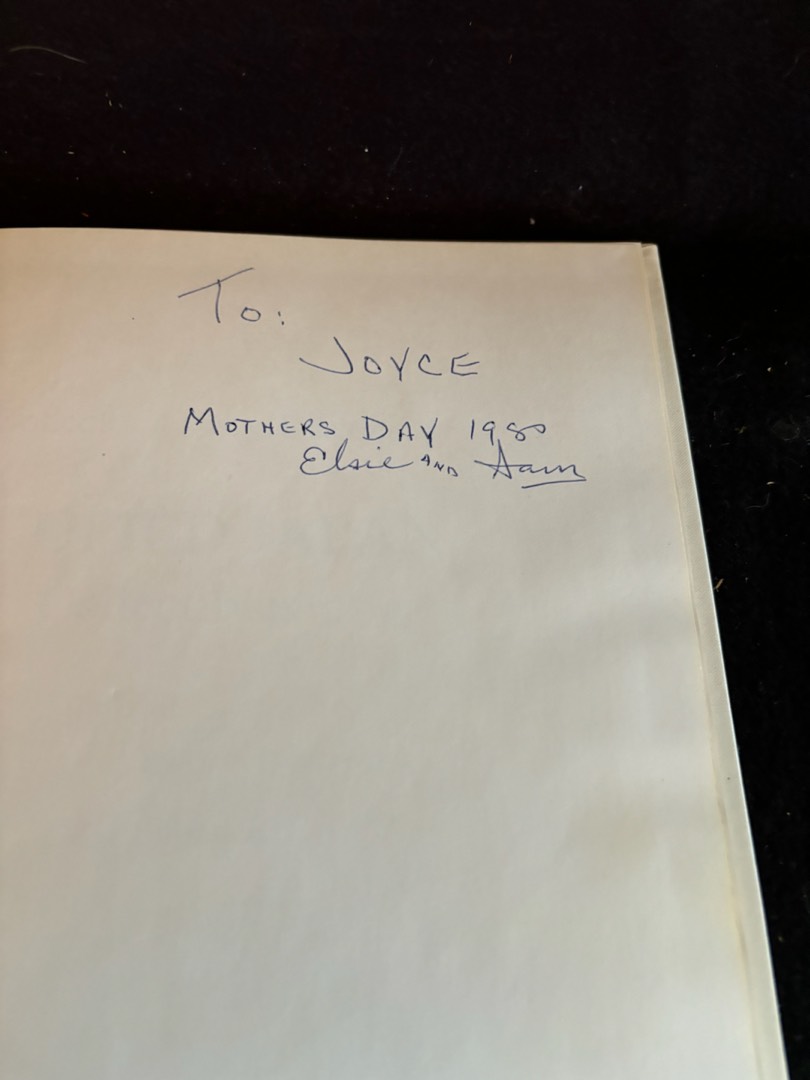 To:
JOYCE
MOTHERS DAY 1980
Elsie AND Sam